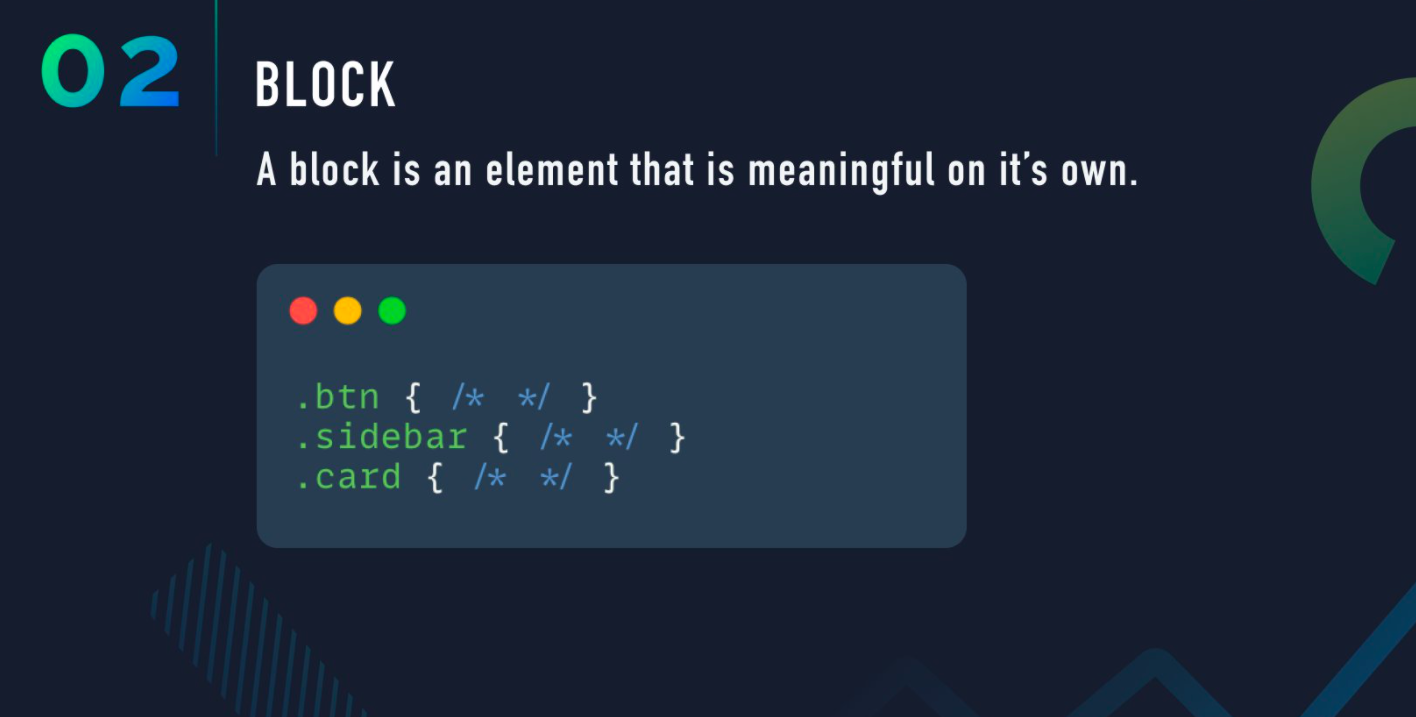 02
BLOCK
A block is an element that is meaningful on it’s own.
.btn { /* */ }
.sidebar { /* */ }
.card { /* */ }